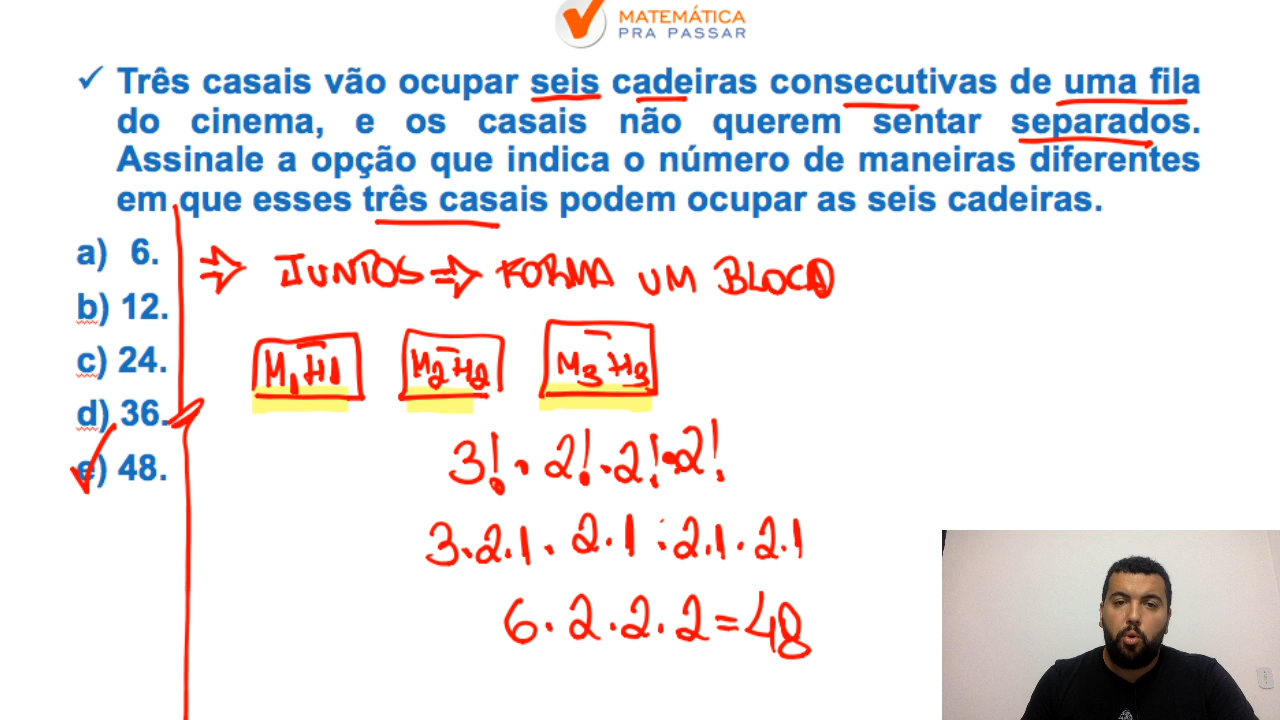 MATEMÁTICA
PRA PASSAR
✓ Três casais vão ocupar seis cadeiras consecutivas de uma fila
do cinema, e os casais não querem sentar separados.
Assinale a opção que indica o número de maneiras diferentes
em que esses três casais podem ocupar as seis cadeiras.
a) 6.
b) 12.
c) 24.
d) 36.
e) 48.
⇒ JUNTOS ⇒ FORMA UM BLOCO
M1 H1 M2 H2 M3 H3
3! · 2! · 2! · 2!
3·2·1 · 2·1 · 2·1 · 2·1
6 · 2 · 2 · 2 = 48